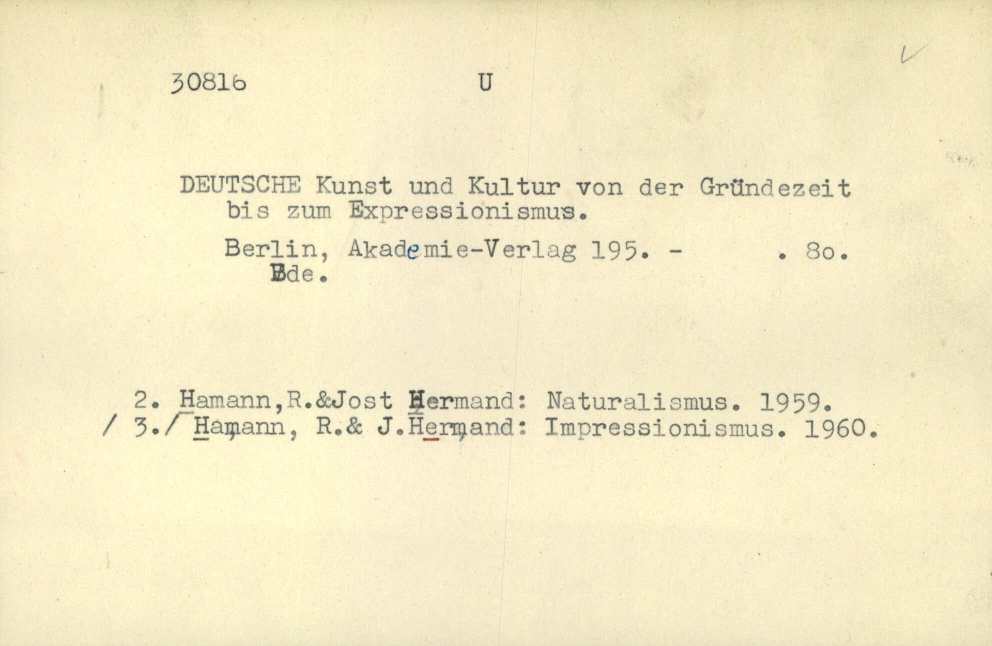 30816 U
DEUTSCHE Kunst und Kultur von der Gründezeit
bis zum Expressionismus.
Berlin, Akademie-Verlag 195. - . 8o.
Bde.
2. Hamann,R.&Jost Hermand: Naturalismus. 1959.
/ 3./ Hamann, R.& J.Hermand: Impressionismus. 1960.